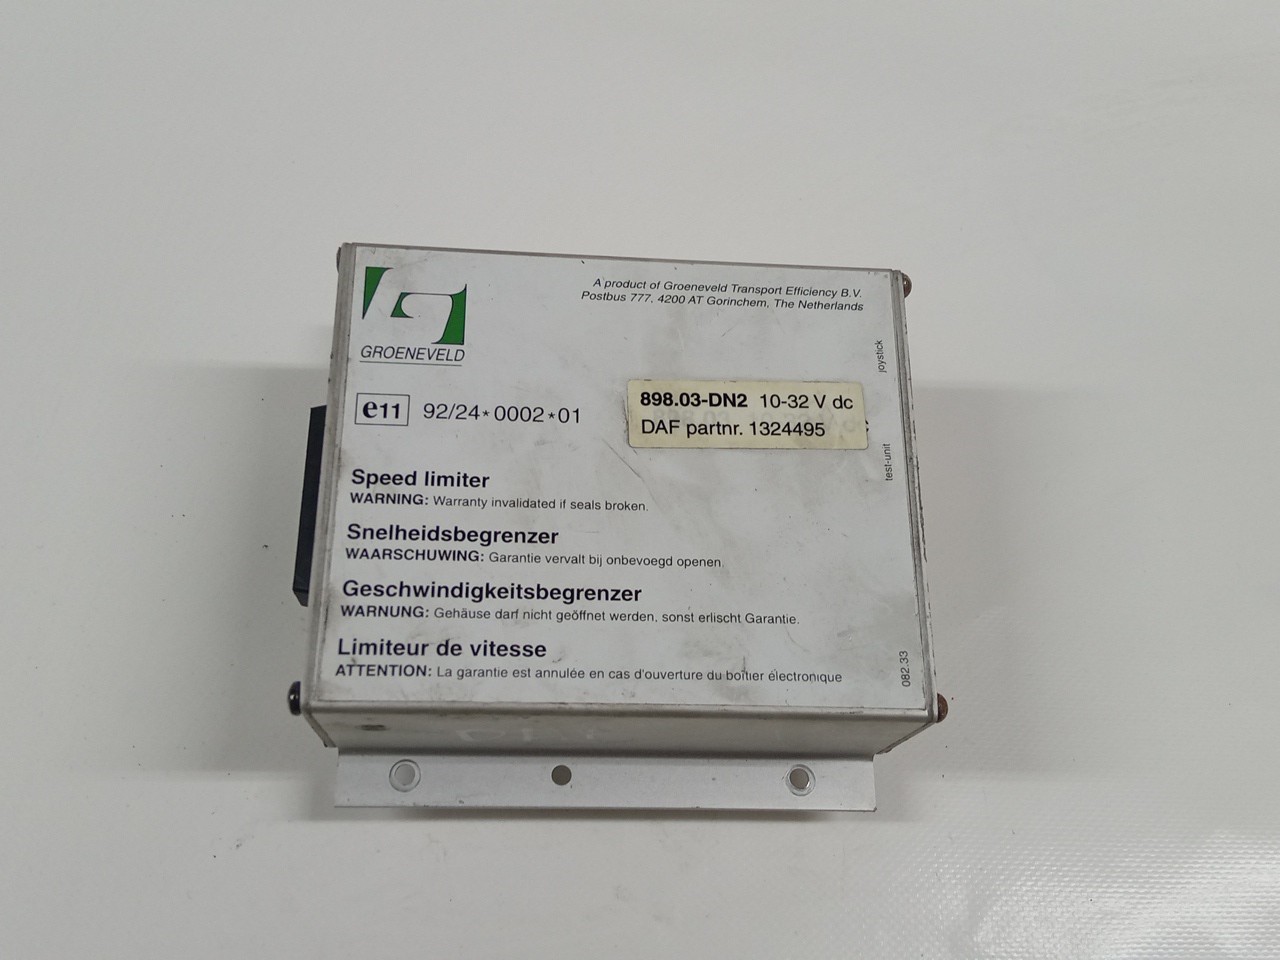 A product of Groeneveld Transport Efficiency B.V.
Postbus 777, 4200 AT Gorinchem, The Netherlands
GROENEVELD
joystick
e11 92/24*0002*01
898.03-DN2 10-32 V dc
DAF partnr. 1324495
test-unit
Speed limiter
WARNING: Warranty invalidated if seals broken.
Snelheidsbegrenzer
WAARSCHUWING: Garantie vervalt bij onbevoegd openen
Geschwindigkeitsbegrenzer
WARNUNG: Gehäuse darf nicht geöffnet werden, sonst erlischt Garantie.
Limiteur de vitesse
ATTENTION: La garantie est annulée en cas d'ouverture du boîtier électronique
082.33